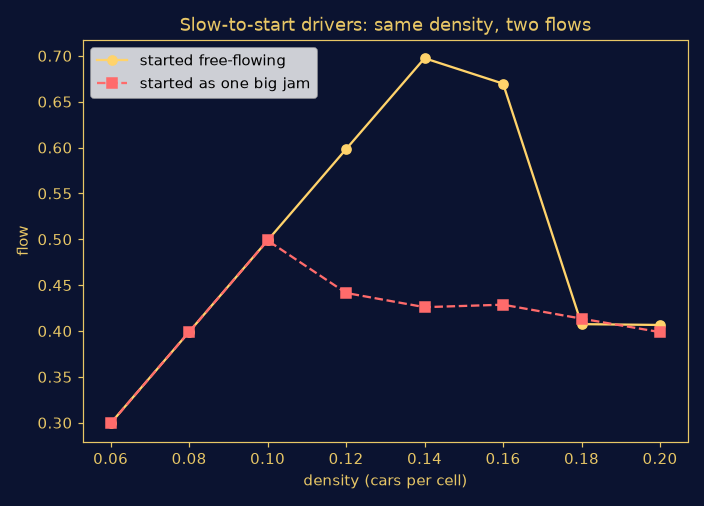 Slow-to-start drivers: same density, two flows
started free-flowing
started as one big jam
flow
0.70
0.65
0.60
0.55
0.50
0.45
0.40
0.35
0.30
0.06 0.08 0.10 0.12 0.14 0.16 0.18 0.20
density (cars per cell)